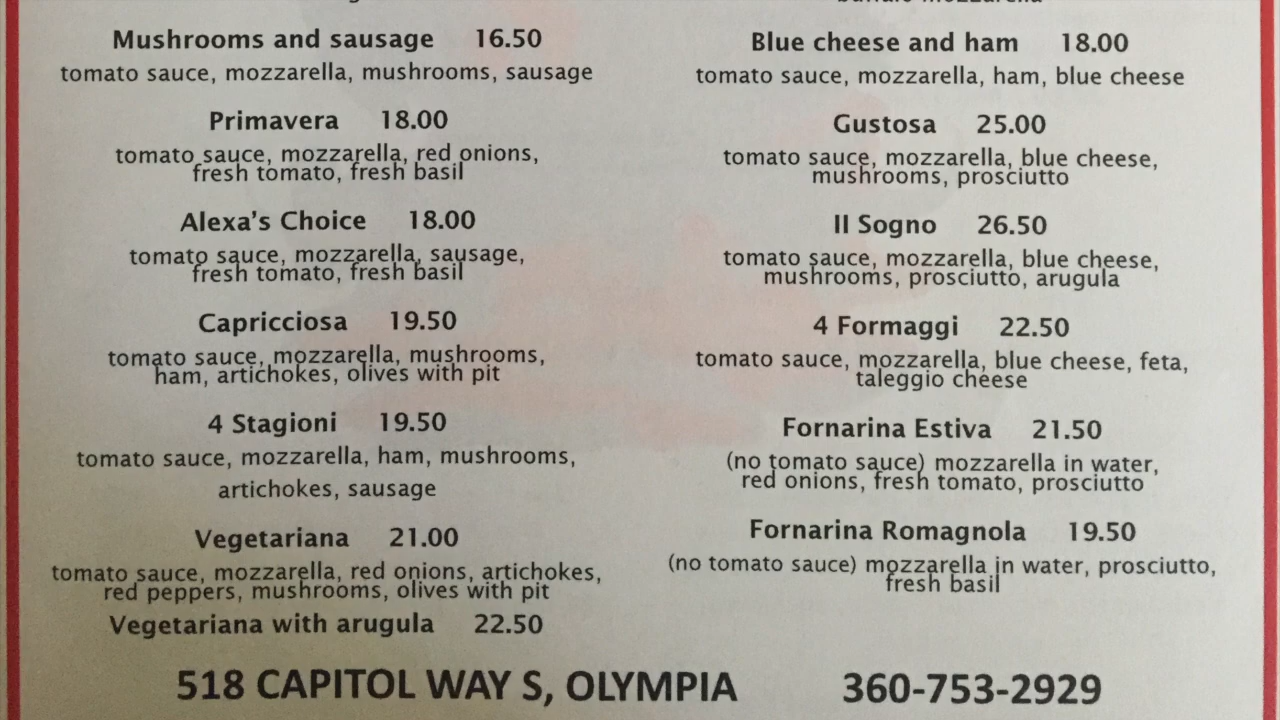 Mushrooms and sausage 16.50
tomato sauce, mozzarella, mushrooms, sausage
Primavera 18.00
tomato sauce, mozzarella, red onions,
fresh tomato, fresh basil
Alexa's Choice 18.00
tomato sauce, mozzarella, sausage,
fresh tomato, fresh basil
Capricciosa 19.50
tomato sauce, mozzarella, mushrooms,
ham, artichokes, olives with pit
4 Stagioni 19.50
tomato sauce, mozzarella, ham, mushrooms,
artichokes, sausage
Vegetariana 21.00
tomato sauce, mozzarella, red onions, artichokes,
red peppers, mushrooms, olives with pit
Vegetariana with arugula 22.50
buffalo mozzarella
Blue cheese and ham 18.00
tomato sauce, mozzarella, ham, blue cheese
Gustosa 25.00
tomato sauce, mozzarella, blue cheese,
mushrooms, prosciutto
Il Sogno 26.50
tomato sauce, mozzarella, blue cheese,
mushrooms, prosciutto, arugula
4 Formaggi 22.50
tomato sauce, mozzarella, blue cheese, feta,
taleggio cheese
Fornarina Estiva 21.50
(no tomato sauce) mozzarella in water,
red onions, fresh tomato, prosciutto
Fornarina Romagnola 19.50
(no tomato sauce) mozzarella in water, prosciutto,
fresh basil
518 CAPITOL WAY S, OLYMPIA 360-753-2929